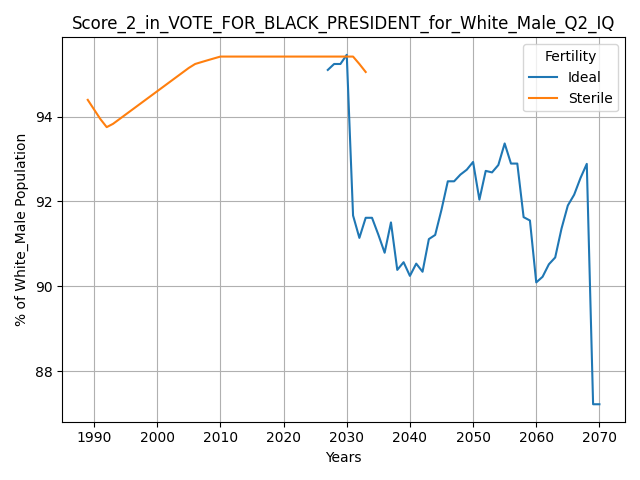 Score_2_in_VOTE_FOR_BLACK_PRESIDENT_for_White_Male_Q2_IQ
Fertility
Ideal
Sterile
% of White_Male Population
94
92
90
88
1990 2000 2010 2020 2030 2040 2050 2060 2070
Years